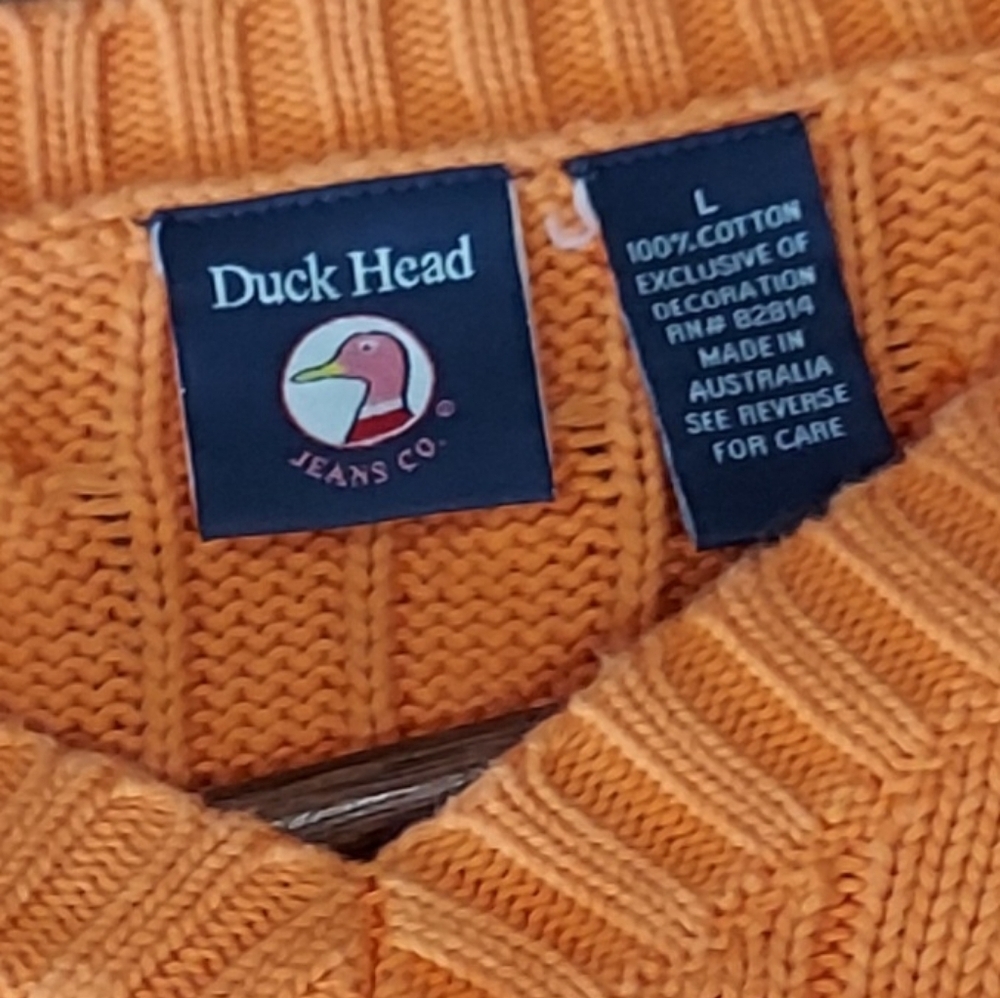 Duck Head
JEANS CO.
®
L
100% COTTON
EXCLUSIVE OF
DECORATION
RN# 82814
MADE IN
AUSTRALIA
SEE REVERSE
FOR CARE